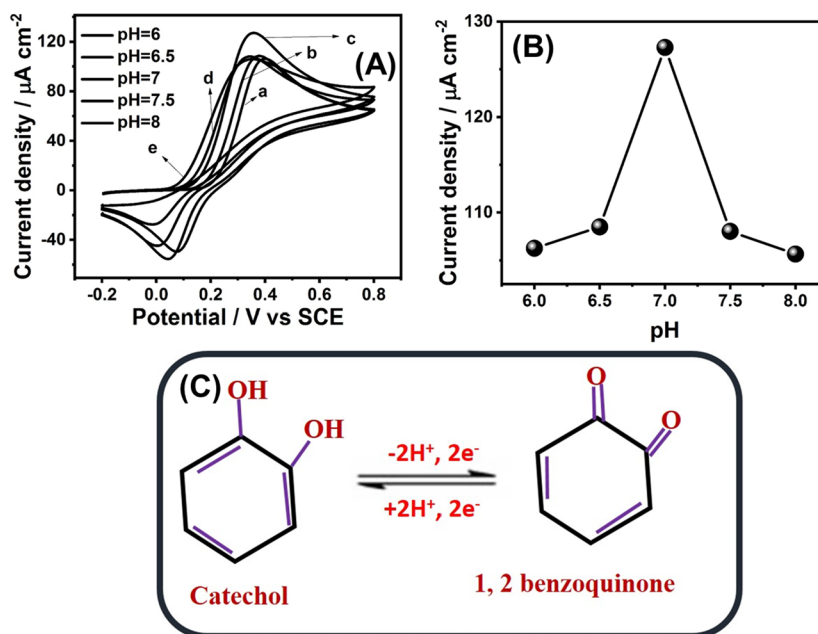 (A)
Current density / µA cm⁻²
120
80
40
0
-40
pH=6
pH=6.5
pH=7
pH=7.5
pH=8
c
b
d
a
e
-0.2 0.0 0.2 0.4 0.6 0.8
Potential / V vs SCE
(B)
Current density / µA cm⁻²
130
120
110
6.0 6.5 7.0 7.5 8.0
pH
(C)
OH
OH
Catechol
-2H⁺, 2e⁻
+2H⁺, 2e⁻
O
O
1, 2 benzoquinone